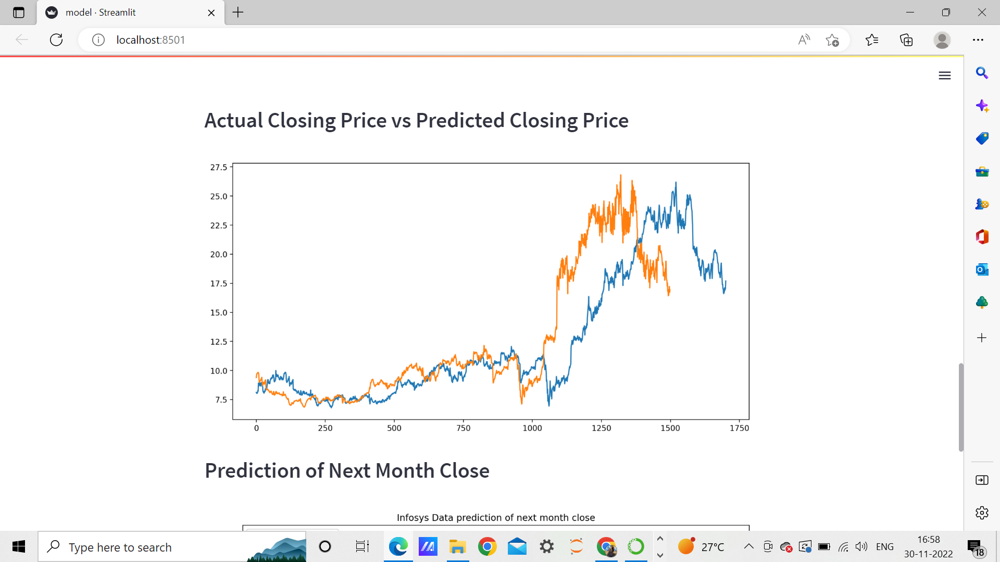 model · Streamlit
localhost:8501
Actual Closing Price vs Predicted Closing Price
27.5
25.0
22.5
20.0
17.5
15.0
12.5
10.0
7.5
0 250 500 750 1000 1250 1500 1750
Prediction of Next Month Close
Infosys Data prediction of next month close
Type here to search
27°C
ENG
16:58
30-11-2022
18